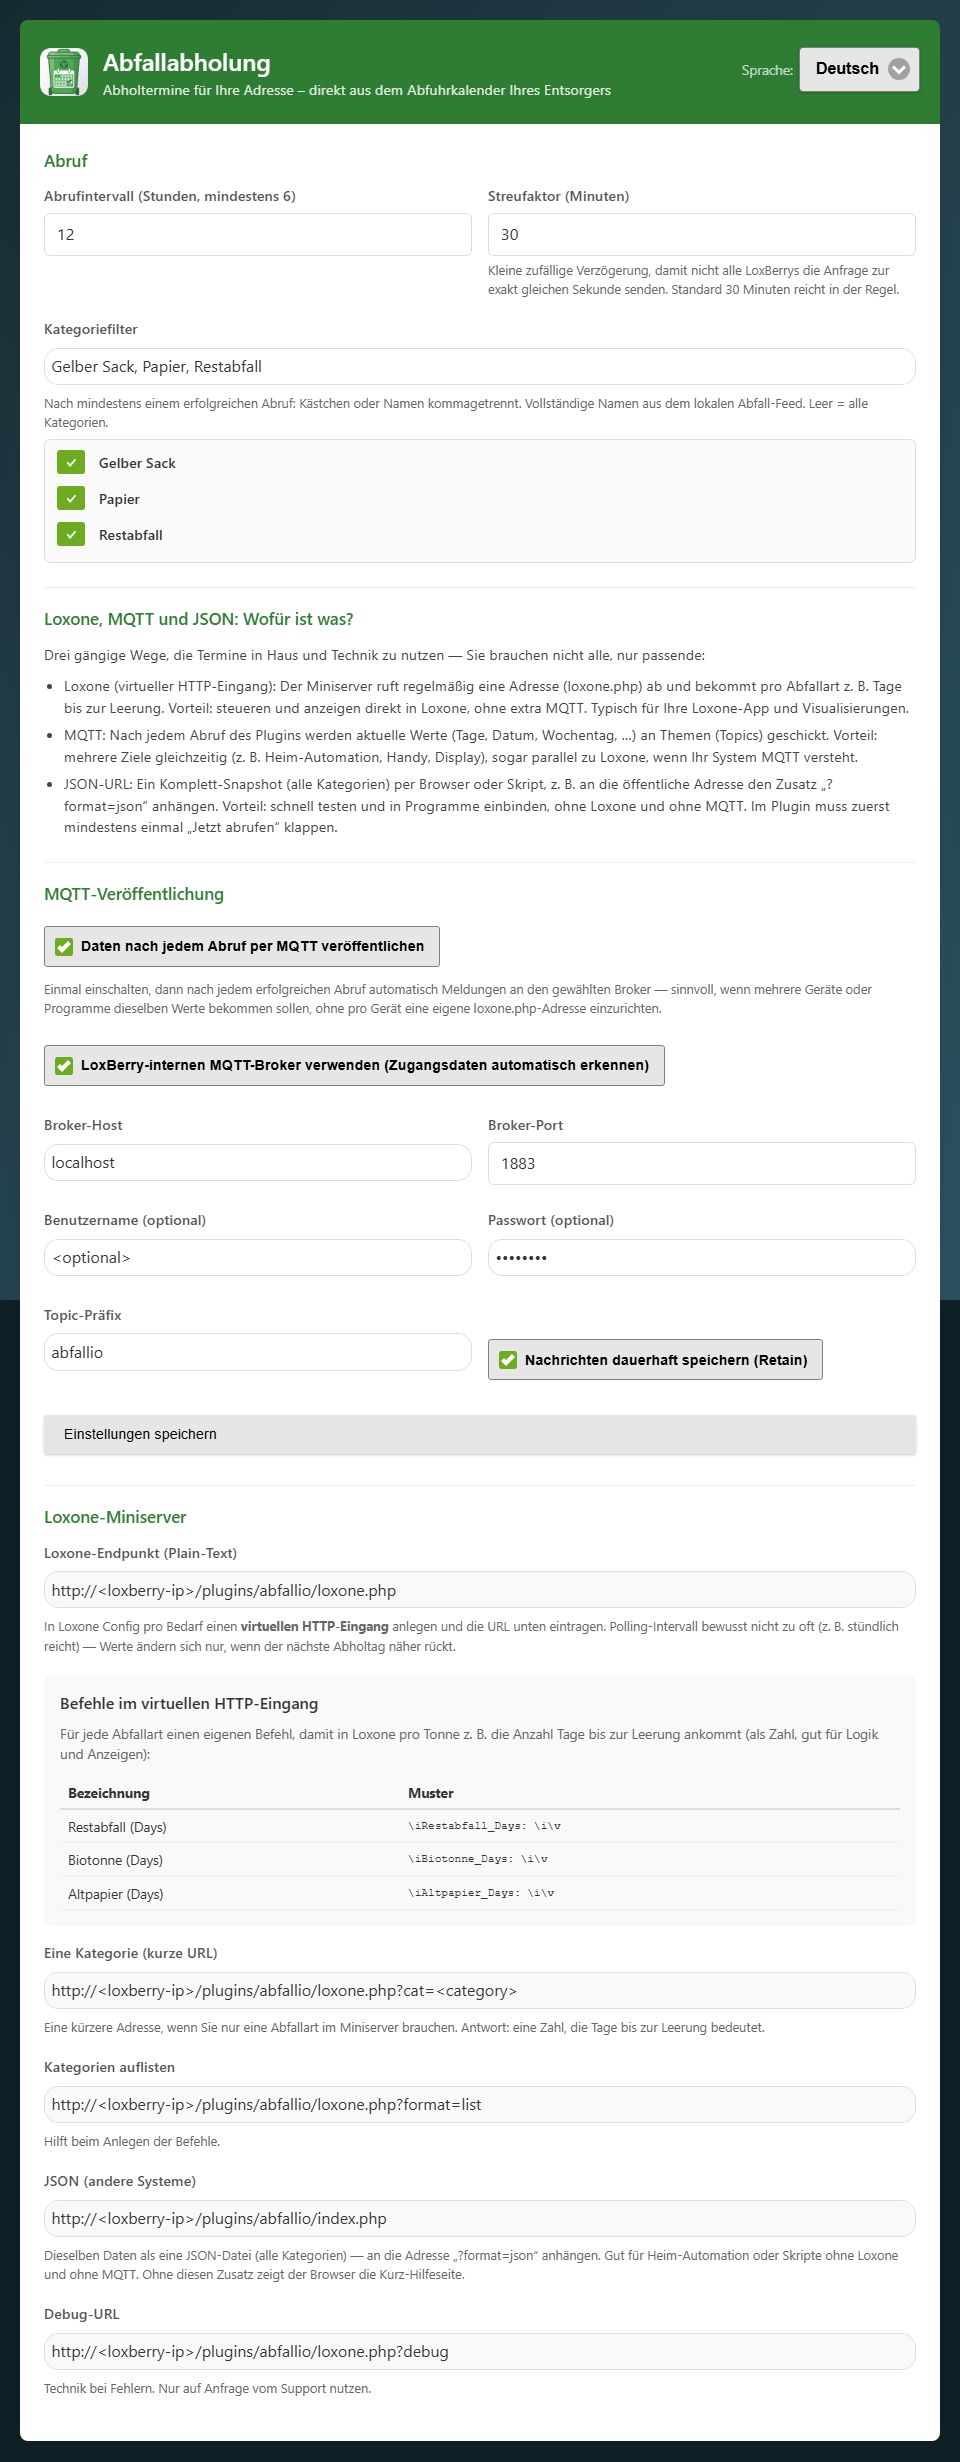 Abfallabholung
Abholtermine für Ihre Adresse – direkt aus dem Abfuhrkalender Ihres Entsorgers
Sprache:
Deutsch
Abruf
Abrufintervall (Stunden, mindestens 6)
Streufaktor (Minuten)
12
30
Kleine zufällige Verzögerung, damit nicht alle LoxBerrys die Anfrage zur
exakt gleichen Sekunde senden. Standard 30 Minuten reicht in der Regel.
Kategoriefilter
Gelber Sack, Papier, Restabfall
Nach mindestens einem erfolgreichen Abruf: Kästchen oder Namen kommagetrennt. Vollständige Namen aus dem lokalen Abfall-Feed. Leer = alle
Kategorien.
Gelber Sack
Papier
Restabfall
Loxone, MQTT und JSON: Wofür ist was?
Drei gängige Wege, die Termine in Haus und Technik zu nutzen — Sie brauchen nicht alle, nur passende:
• Loxone (virtueller HTTP-Eingang): Der Miniserver ruft regelmäßig eine Adresse (loxone.php) ab und bekommt pro Abfallart z. B. Tage
bis zur Leerung. Vorteil: steuern und anzeigen direkt in Loxone, ohne extra MQTT. Typisch für Ihre Loxone-App und Visualisierungen.
• MQTT: Nach jedem Abruf des Plugins werden aktuelle Werte (Tage, Datum, Wochentag, …) an Themen (Topics) geschickt. Vorteil:
mehrere Ziele gleichzeitig (z. B. Heim-Automation, Handy, Display), sogar parallel zu Loxone, wenn Ihr System MQTT versteht.
• JSON-URL: Ein Komplett-Snapshot (alle Kategorien) per Browser oder Skript, z. B. an die öffentliche Adresse den Zusatz „?
format=json“ anhängen. Vorteil: schnell testen und in Programme einbinden, ohne Loxone und ohne MQTT. Im Plugin muss zuerst
mindestens einmal „Jetzt abrufen“ klappen.
MQTT-Veröffentlichung
Daten nach jedem Abruf per MQTT veröffentlichen
Einmal einschalten, dann nach jedem erfolgreichen Abruf automatisch Meldungen an den gewählten Broker — sinnvoll, wenn mehrere Geräte oder
Programme dieselben Werte bekommen sollen, ohne pro Gerät eine eigene loxone.php-Adresse einzurichten.
LoxBerry-internen MQTT-Broker verwenden (Zugangsdaten automatisch erkennen)
Broker-Host
Broker-Port
localhost
1883
Benutzername (optional)
Passwort (optional)
<optional>
••••••••
Topic-Präfix
abfallio
Nachrichten dauerhaft speichern (Retain)
Einstellungen speichern
Loxone-Miniserver
Loxone-Endpunkt (Plain-Text)
http://<loxberry-ip>/plugins/abfallio/loxone.php
In Loxone Config pro Bedarf einen virtuellen HTTP-Eingang anlegen und die URL unten eintragen. Polling-Intervall bewusst nicht zu oft (z. B. stündlich
reicht) — Werte ändern sich nur, wenn der nächste Abholtag näher rückt.
Befehle im virtuellen HTTP-Eingang
Für jede Abfallart einen eigenen Befehl, damit in Loxone pro Tonne z. B. die Anzahl Tage bis zur Leerung ankommt (als Zahl, gut für Logik
und Anzeigen):
Bezeichnung Muster
Restabfall (Days) \iRestabfall_Days: \i\v
Biotonne (Days) \iBiotonne_Days: \i\v
Altpapier (Days) \iAltpapier_Days: \i\v
Eine Kategorie (kurze URL)
http://<loxberry-ip>/plugins/abfallio/loxone.php?cat=<category>
Eine kürzere Adresse, wenn Sie nur eine Abfallart im Miniserver brauchen. Antwort: eine Zahl, die Tage bis zur Leerung bedeutet.
Kategorien auflisten
http://<loxberry-ip>/plugins/abfallio/loxone.php?format=list
Hilft beim Anlegen der Befehle.
JSON (andere Systeme)
http://<loxberry-ip>/plugins/abfallio/index.php
Dieselben Daten als eine JSON-Datei (alle Kategorien) — an die Adresse „?format=json“ anhängen. Gut für Heim-Automation oder Skripte ohne Loxone
und ohne MQTT. Ohne diesen Zusatz zeigt der Browser die Kurz-Hilfeseite.
Debug-URL
http://<loxberry-ip>/plugins/abfallio/loxone.php?debug
Technik bei Fehlern. Nur auf Anfrage vom Support nutzen.